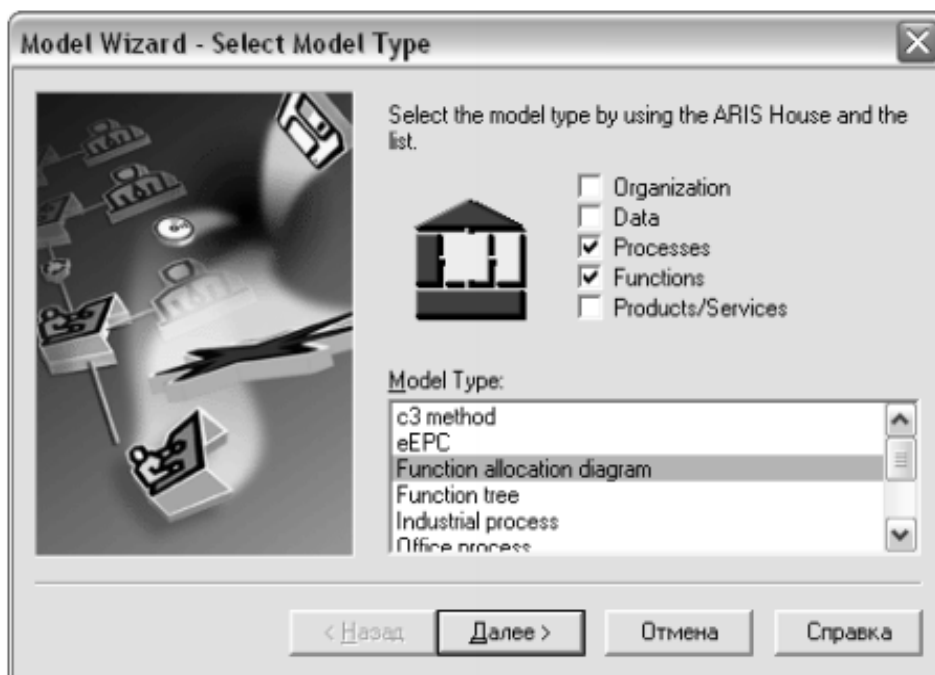 Model Wizard - Select Model Type
Select the model type by using the ARIS House and the
list.
Organization
Data
Processes
Functions
Products/Services
Model Type:
c3 method
eEPC
Function allocation diagram
Function tree
Industrial process
Office process
< Назад
Далее >
Отмена
Справка